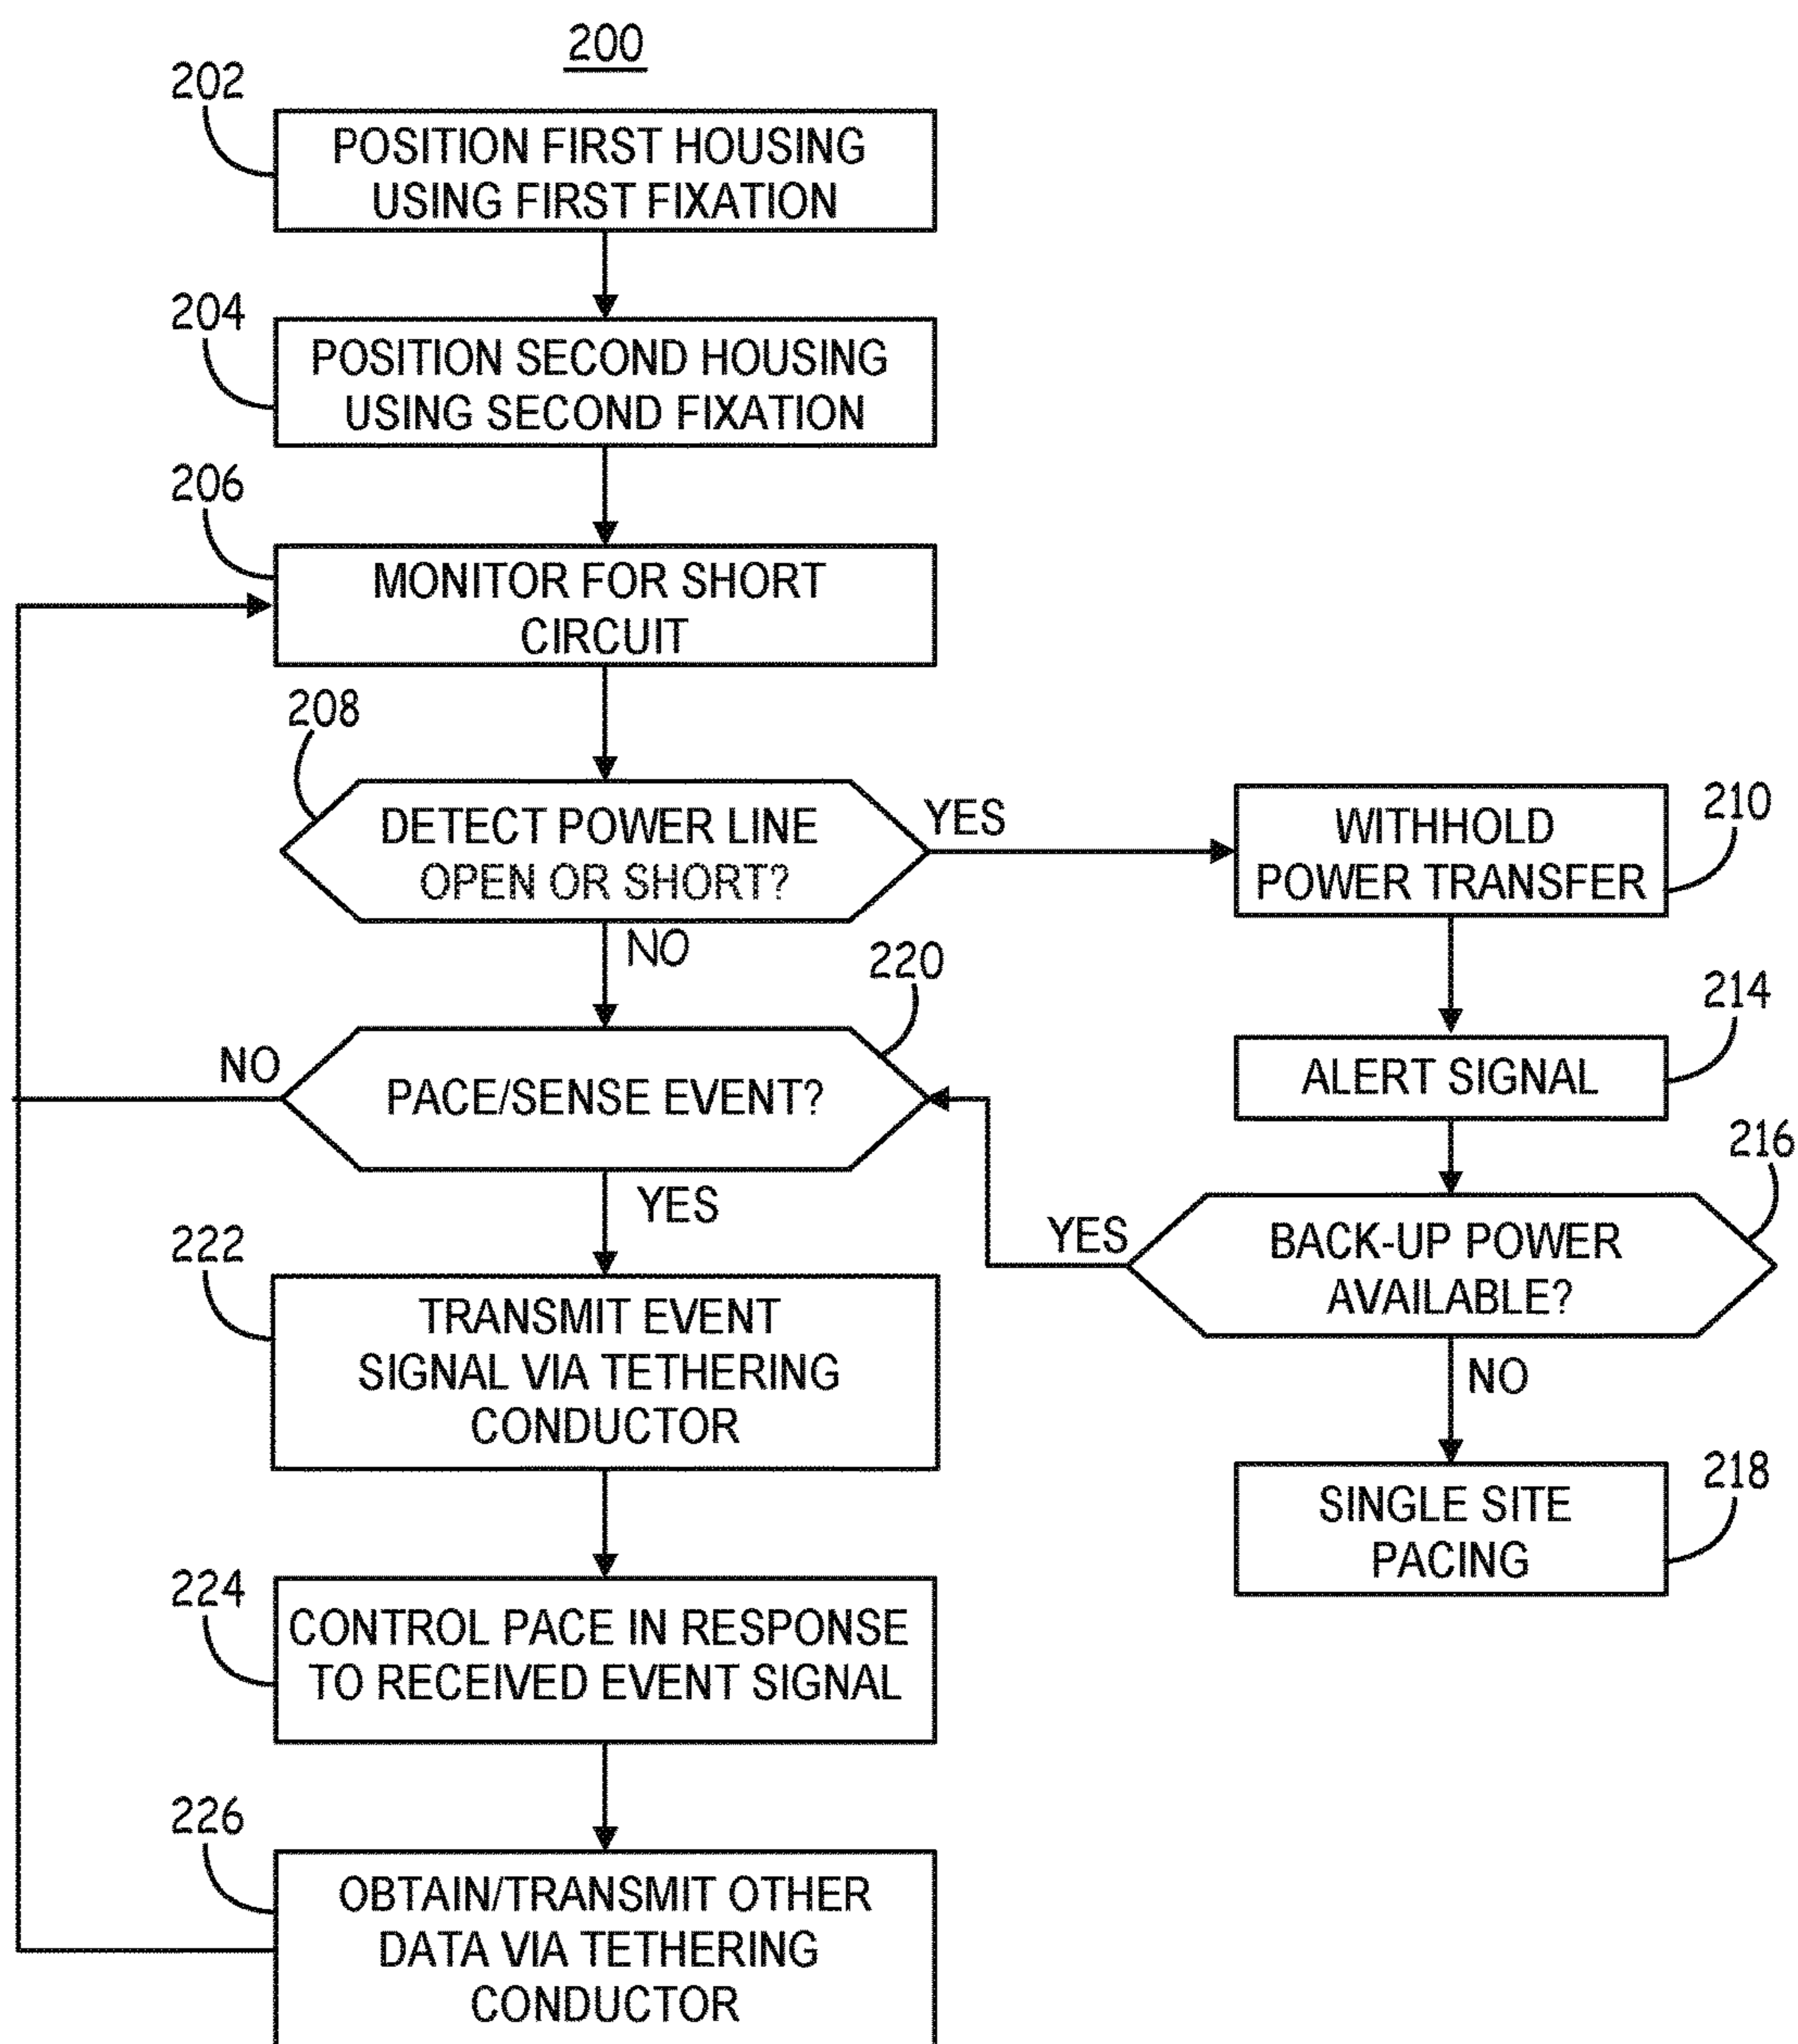 200
202
POSITION FIRST HOUSING
USING FIRST FIXATION
204
POSITION SECOND HOUSING
USING SECOND FIXATION
206
MONITOR FOR SHORT
CIRCUIT
208
DETECT POWER LINE
OPEN OR SHORT?
YES
WITHHOLD
POWER TRANSFER
210
NO
220
214
ALERT SIGNAL
NO
PACE/SENSE EVENT?
216
YES
YES
BACK-UP POWER
AVAILABLE?
222
TRANSMIT EVENT
SIGNAL VIA TETHERING
CONDUCTOR
NO
218
SINGLE SITE
PACING
224
CONTROL PACE IN RESPONSE
TO RECEIVED EVENT SIGNAL
226
OBTAIN/TRANSMIT OTHER
DATA VIA TETHERING
CONDUCTOR